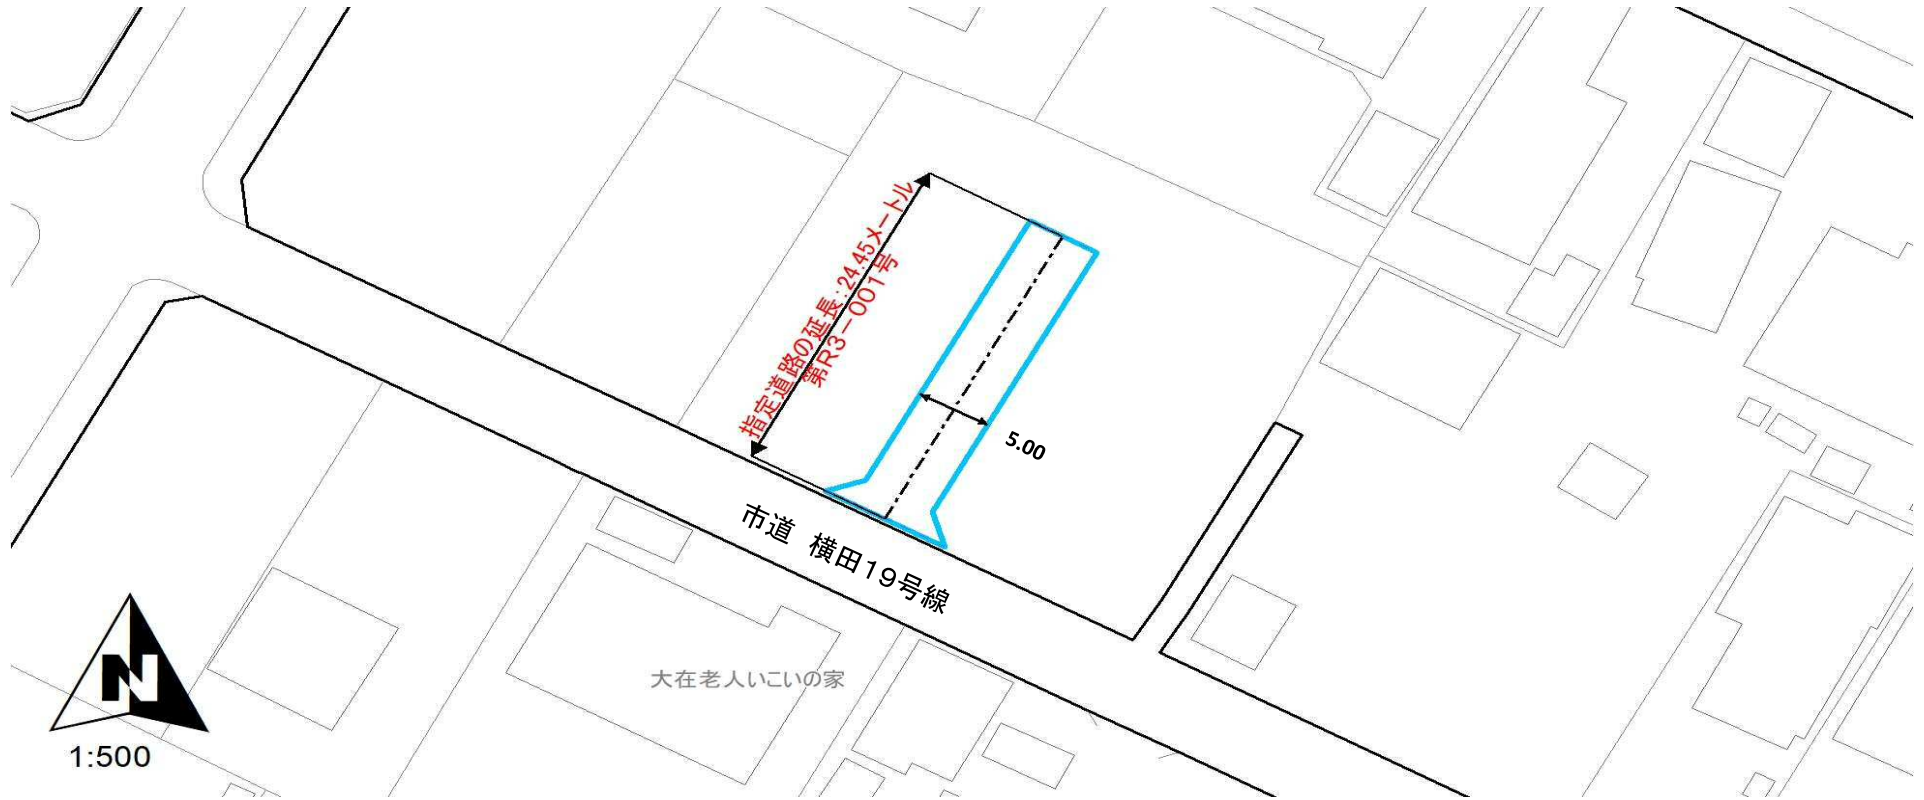 指定道路の延長:24.45メートル
第R3-001号
5.00
市道 横田19号線
大在老人いこいの家
N
1:500